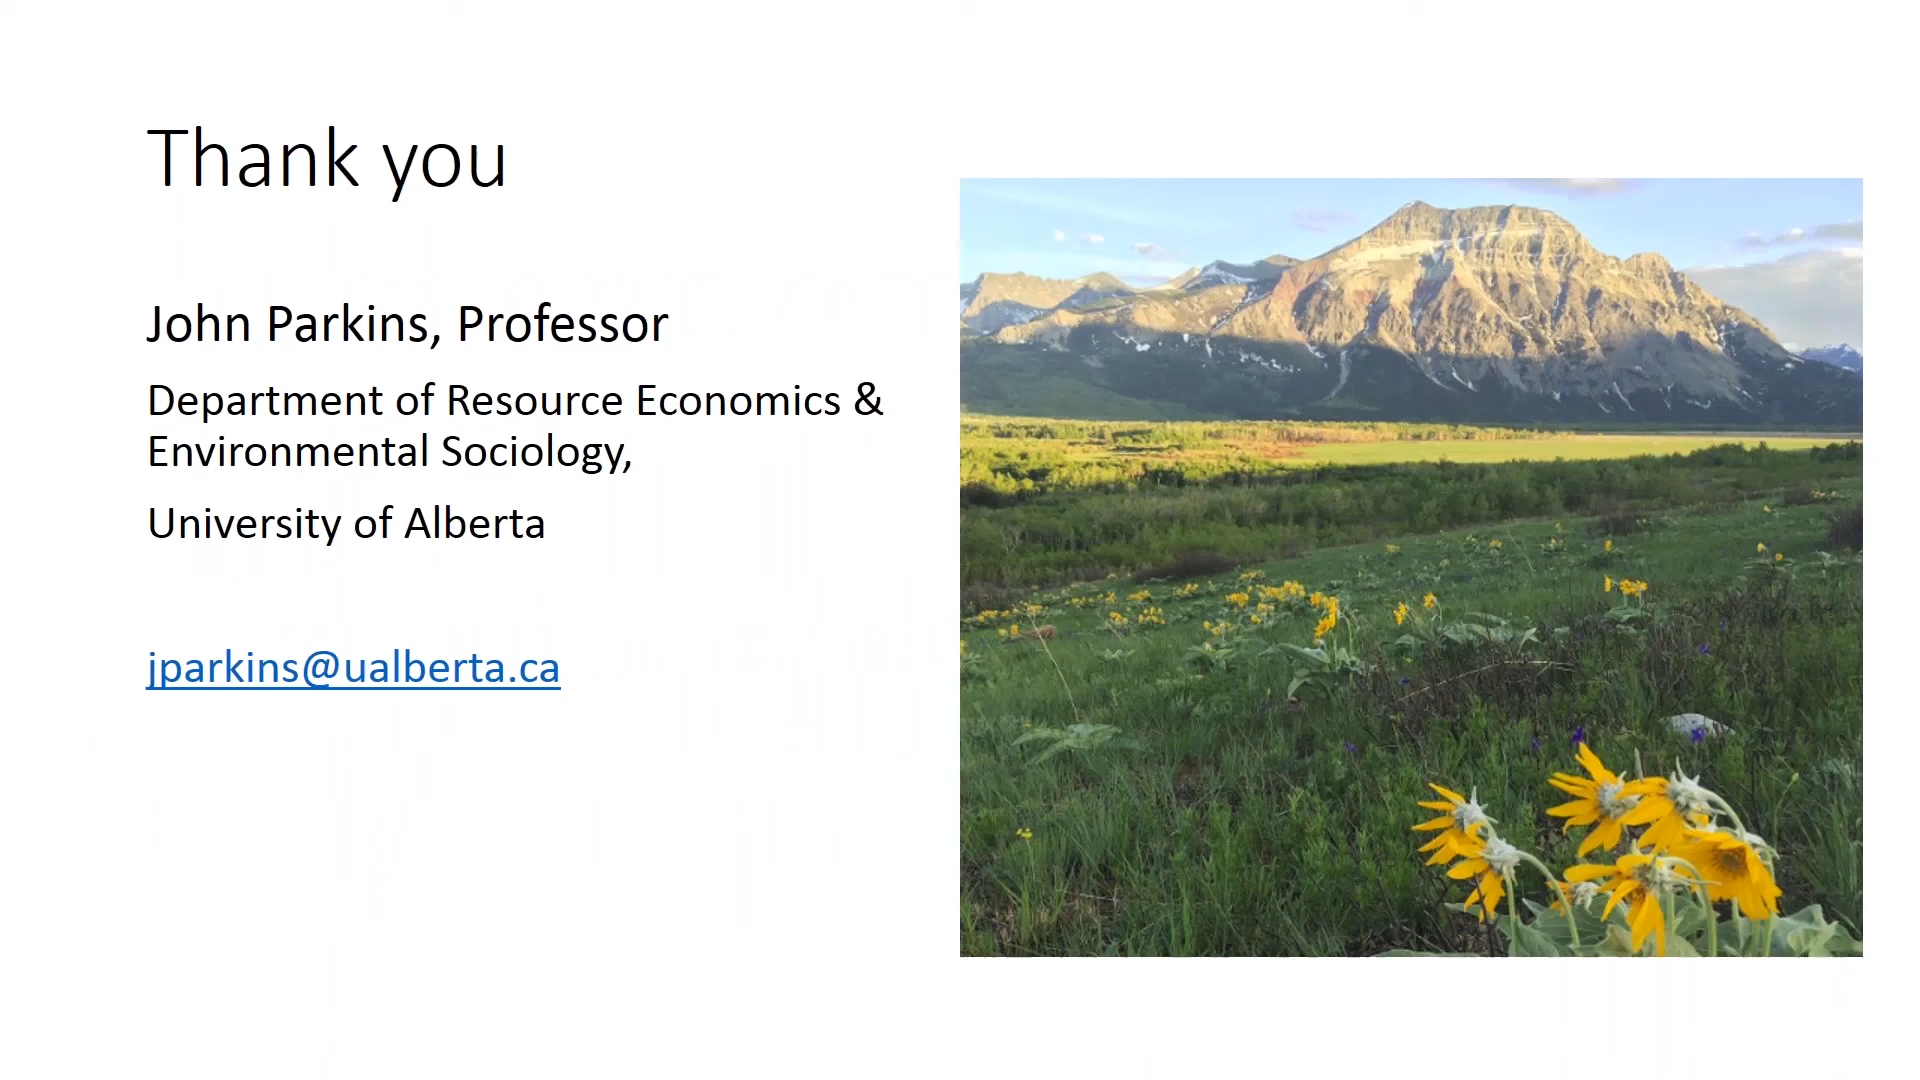 Thank you
John Parkins, Professor
Department of Resource Economics &
Environmental Sociology,
University of Alberta
jparkins@ualberta.ca